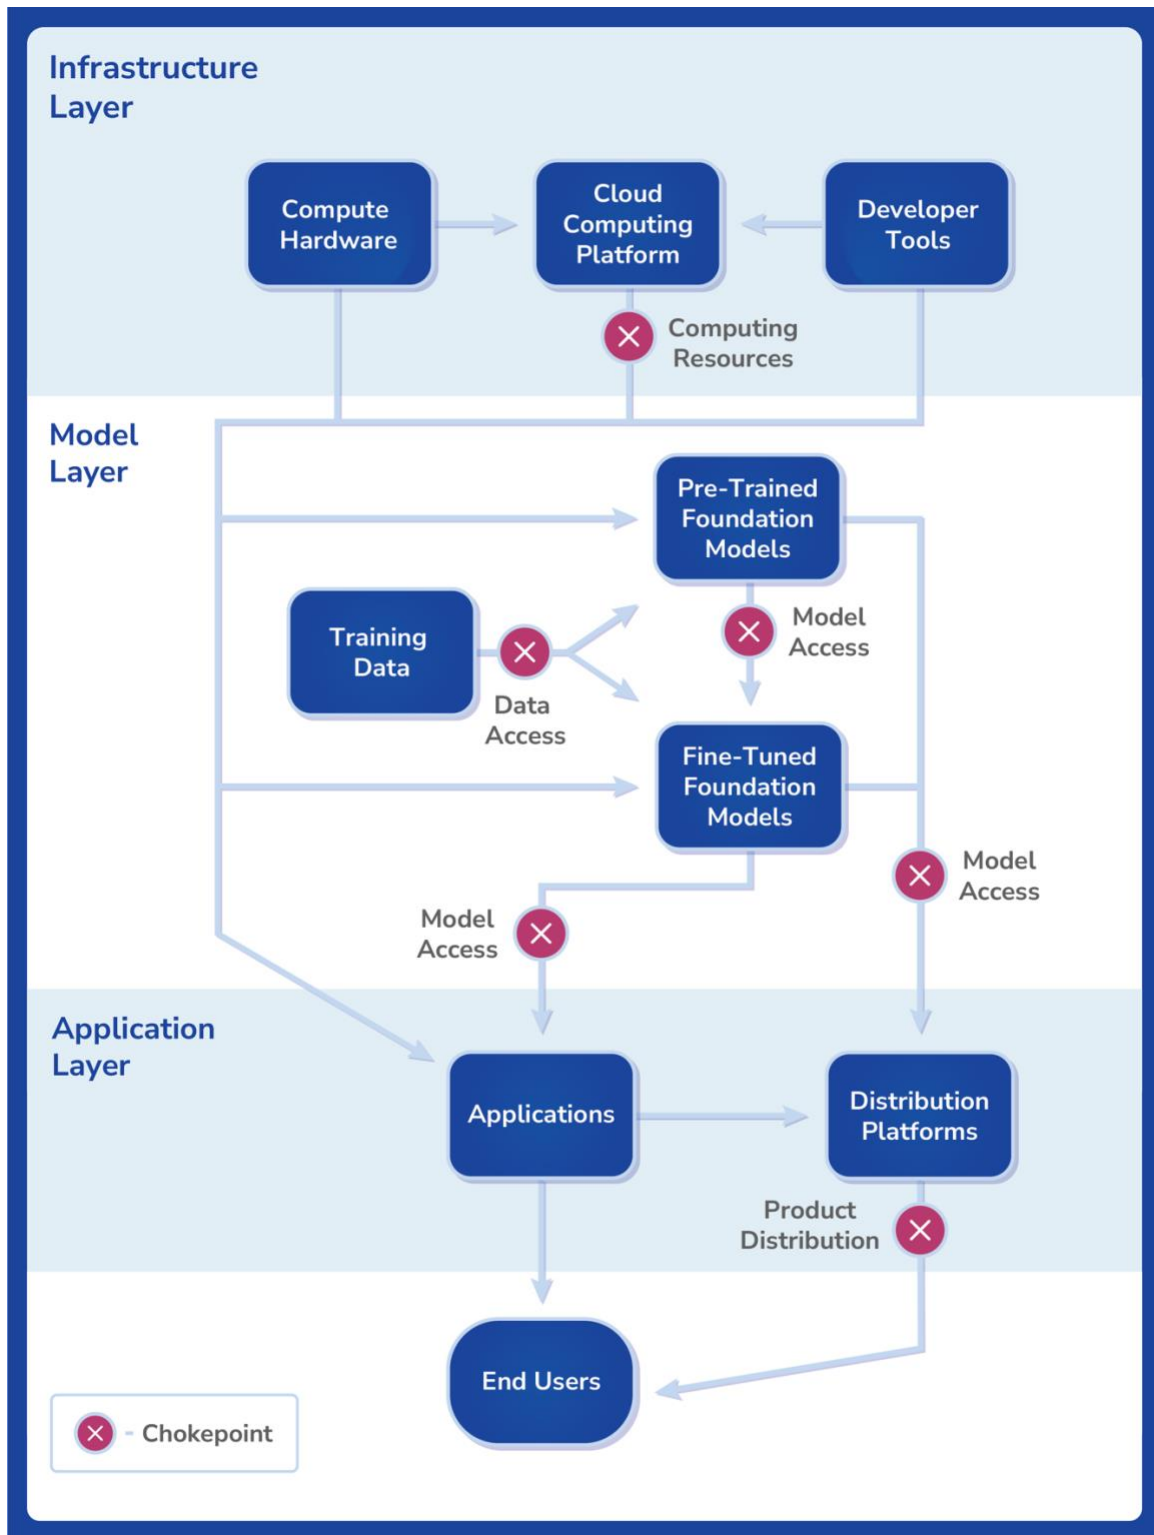 Infrastructure
Layer
Compute
Hardware
Cloud
Computing
Platform
Developer
Tools
Computing
Resources
Model
Layer
Pre-Trained
Foundation
Models
Training
Data
Model
Access
Data
Access
Fine-Tuned
Foundation
Models
Model
Access
Model
Access
Application
Layer
Applications
Distribution
Platforms
Product
Distribution
End Users
- Chokepoint